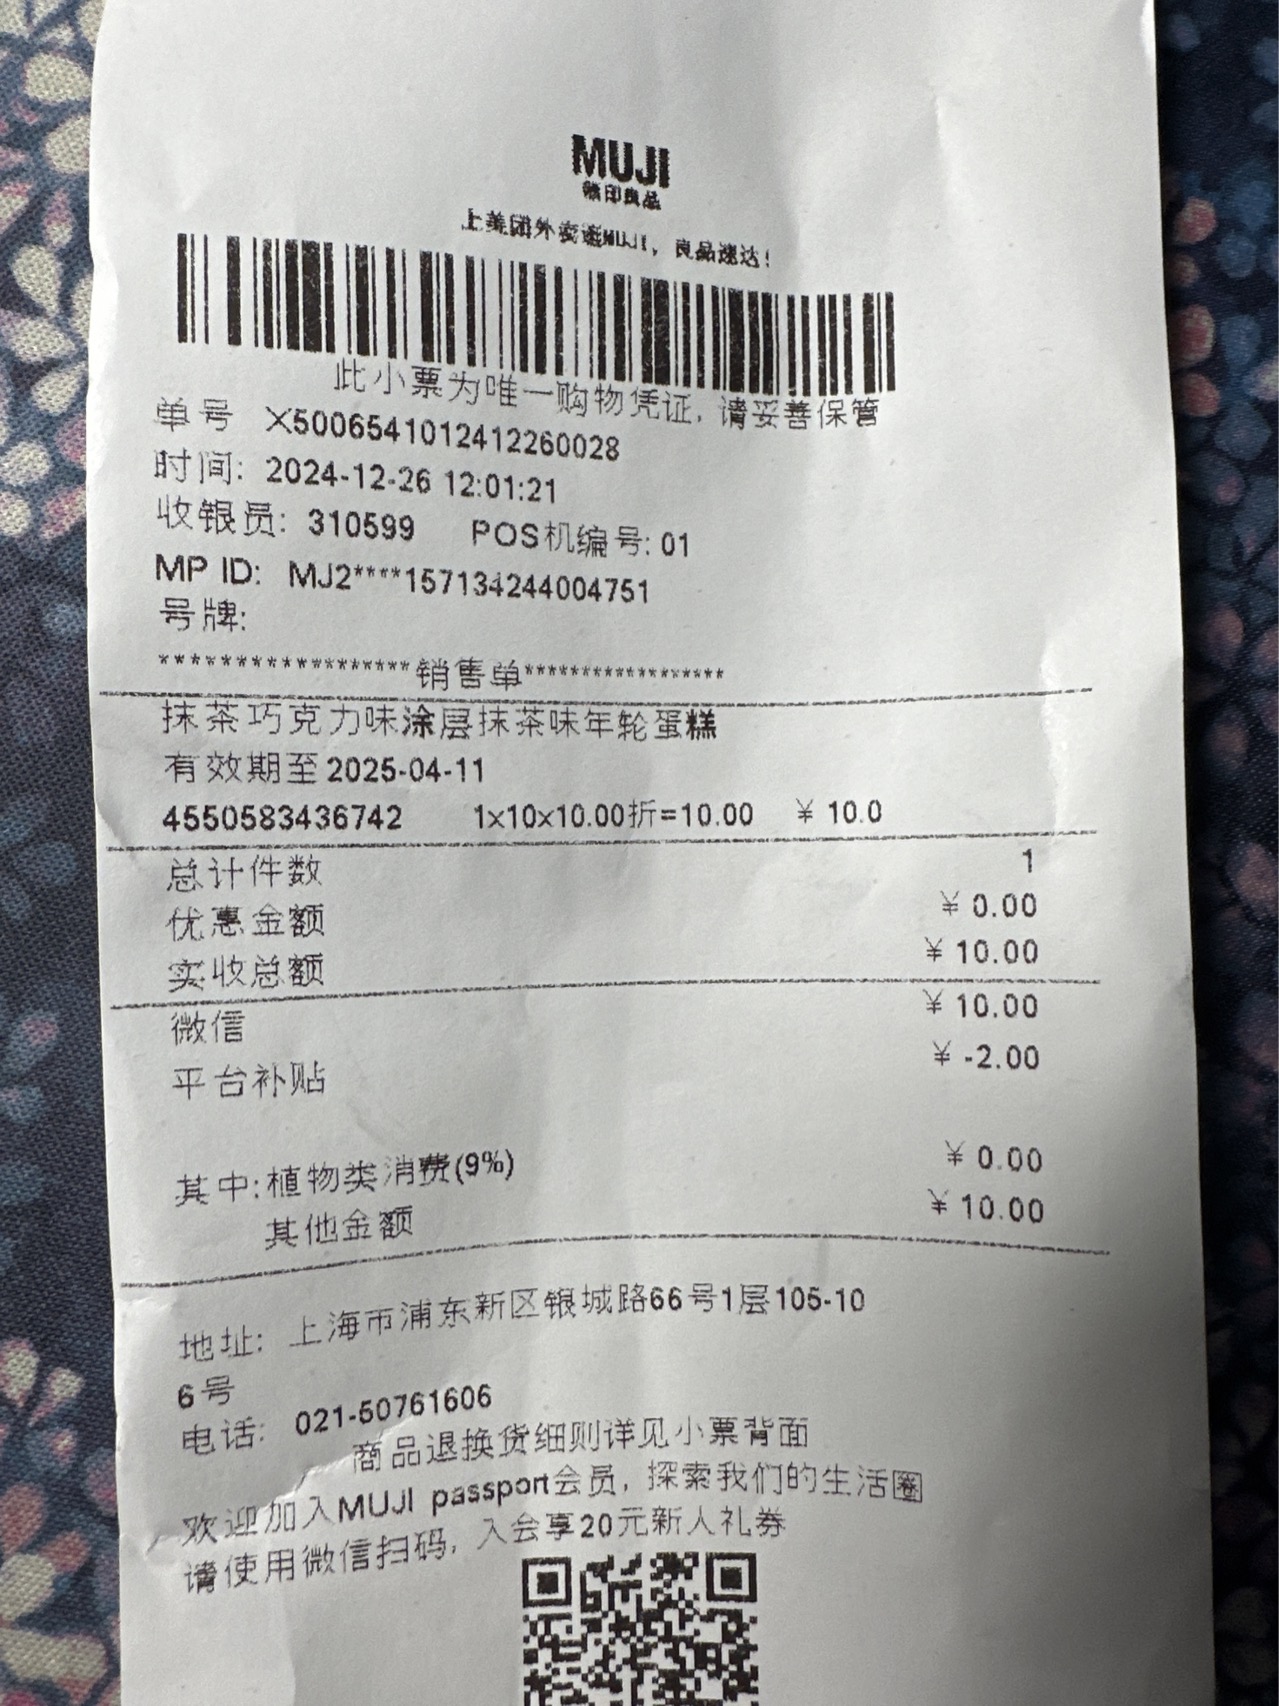 MUJI
無印良品
上美团外卖逛MUJI，良品速达！
此小票为唯一购物凭证，请妥善保管
单号 X5006541012412260028
时间: 2024-12-26 12:01:21
收银员: 310599 POS机编号: 01
MP ID: MJ2****157134244004751
号牌:
******************销售单******************
抹茶巧克力味涂层抹茶味年轮蛋糕
有效期至2025-04-11
4550583436742 1x10x10.00折=10.00 ¥ 10.0
总计件数 1
优惠金额 ¥ 0.00
实收总额 ¥ 10.00
微信 ¥ 10.00
平台补贴 ¥ -2.00
其中:植物类消费(9%) ¥ 0.00
其他金额 ¥ 10.00
地址: 上海市浦东新区银城路66号1层105-10
6号
电话: 021-50761606
商品退换货细则详见小票背面
欢迎加入MUJI passport会员，探索我们的生活圈
请使用微信扫码，入会享20元新人礼券